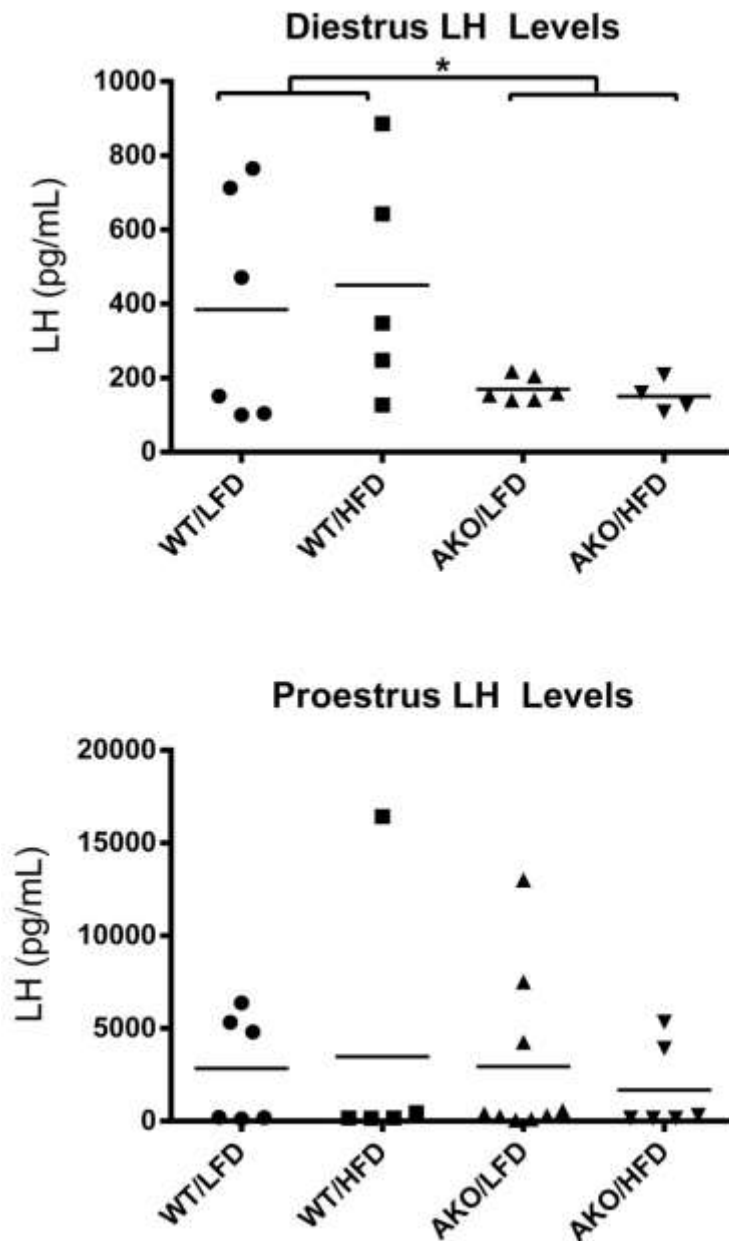 Diestrus LH Levels
*
1000
800
600
400
200
0
LH (pg/mL)
WT/LFD
WT/HFD
AKO/LFD
AKO/HFD
Proestrus LH Levels
20000
15000
10000
5000
0
LH (pg/mL)
WT/LFD
WT/HFD
AKO/LFD
AKO/HFD